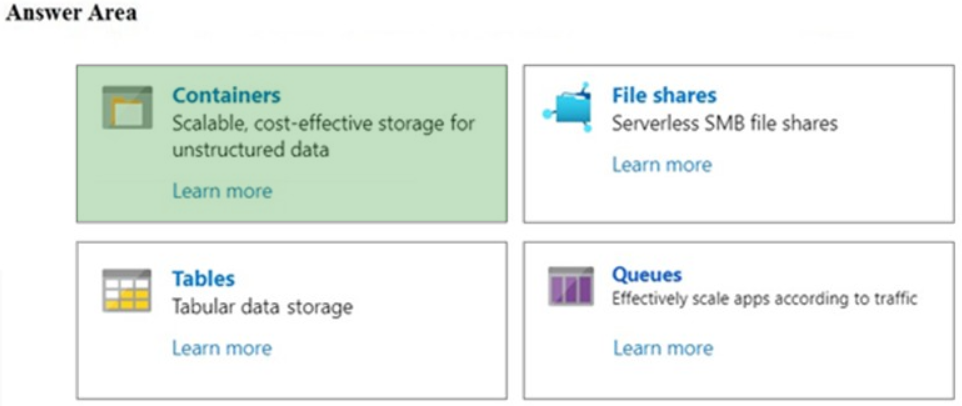 Answer Area
Containers
Scalable, cost-effective storage for
unstructured data
Learn more
File shares
Serverless SMB file shares
Learn more
Tables
Tabular data storage
Learn more
Queues
Effectively scale apps according to traffic
Learn more